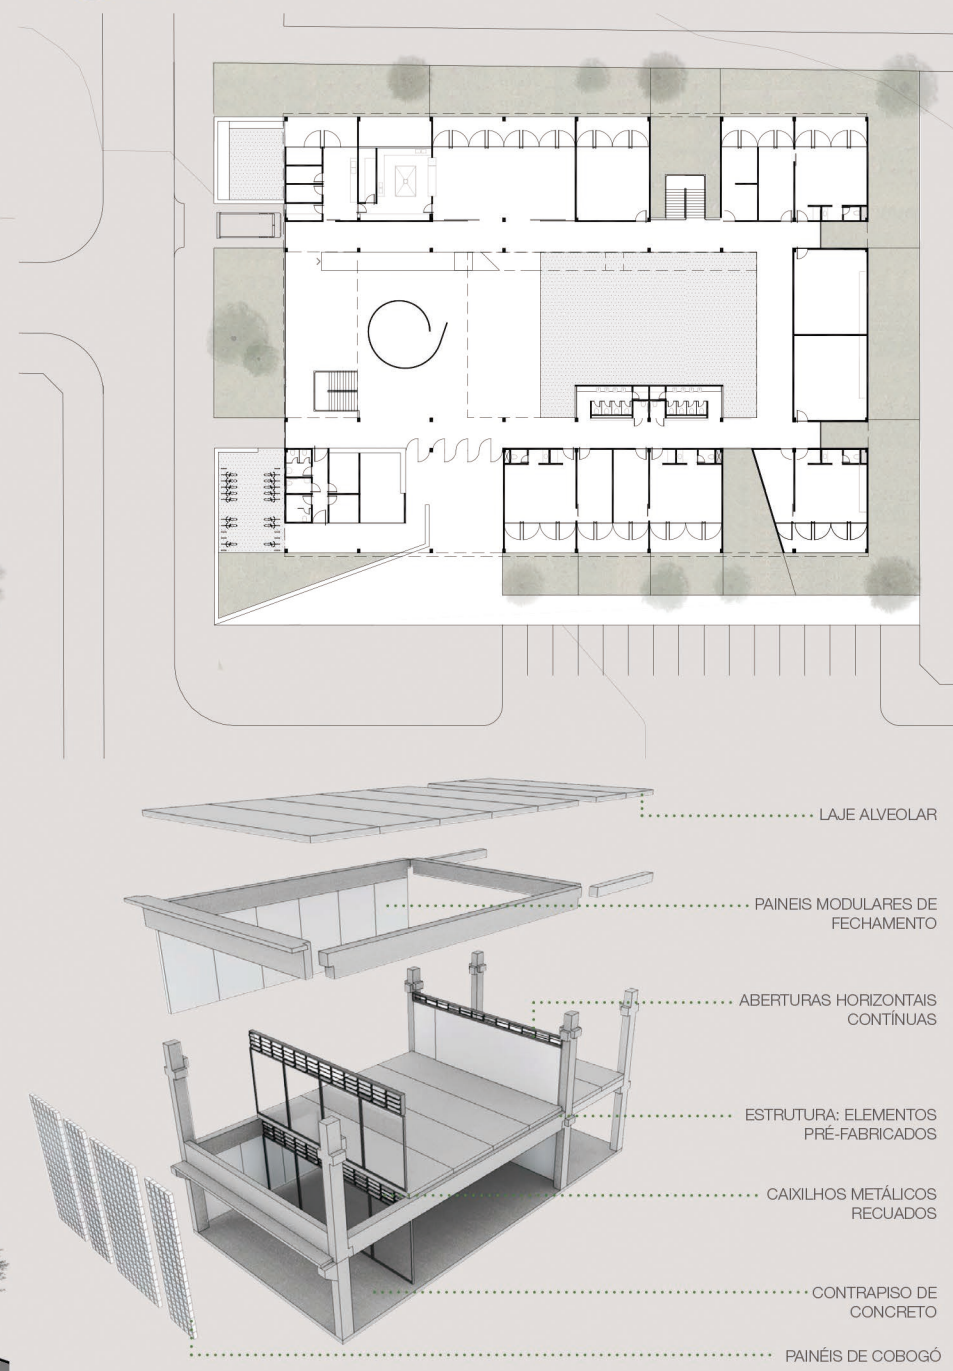 LAJE ALVEOLAR
PAINEIS MODULARES DE
FECHAMENTO
ABERTURAS HORIZONTAIS
CONTÍNUAS
ESTRUTURA: ELEMENTOS
PRÉ-FABRICADOS
CAIXILHOS METÁLICOS
RECUADOS
CONTRAPISO DE
CONCRETO
PAINÉIS DE COBOGÓ